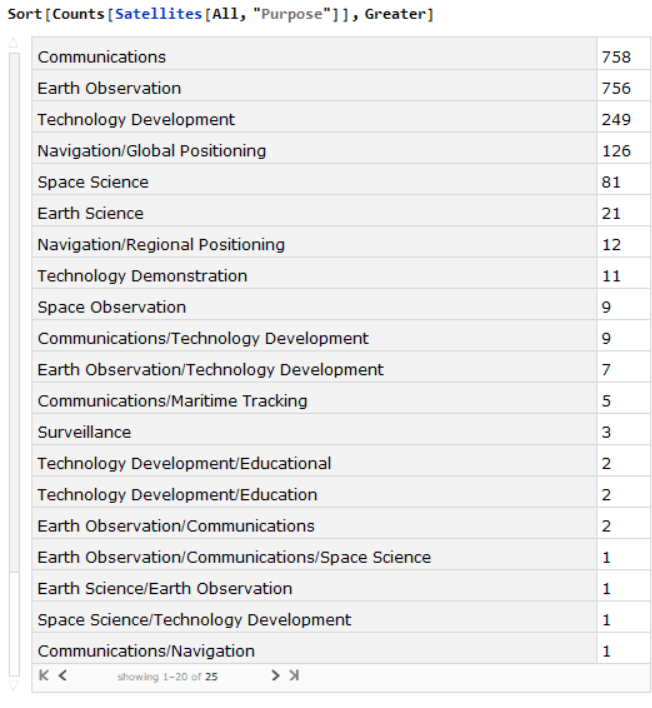 Sort[Counts[Satellites[All, "Purpose"]], Greater]
Communications 758
Earth Observation 756
Technology Development 249
Navigation/Global Positioning 126
Space Science 81
Earth Science 21
Navigation/Regional Positioning 12
Technology Demonstration 11
Space Observation 9
Communications/Technology Development 9
Earth Observation/Technology Development 7
Communications/Maritime Tracking 5
Surveillance 3
Technology Development/Educational 2
Technology Development/Education 2
Earth Observation/Communications 2
Earth Observation/Communications/Space Science 1
Earth Science/Earth Observation 1
Space Science/Technology Development 1
Communications/Navigation 1
showing 1–20 of 25